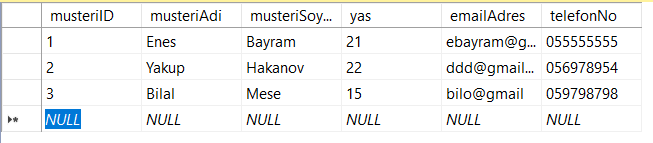 musteriID musteriAdi musteriSoy... yas emailAdres telefonNo
1 Enes Bayram 21 ebayram@g... 055555555
2 Yakup Hakanov 22 ddd@gmail... 056978954
3 Bilal Mese 15 bilo@gmail 059798798
NULL NULL NULL NULL NULL NULL